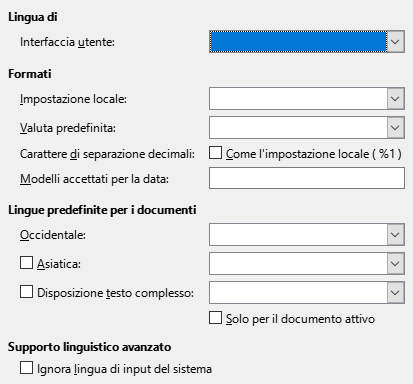 Lingua di
Interfaccia utente:
Formati
Impostazione locale:
Valuta predefinita:
Carattere di separazione decimali: Come l'impostazione locale ( %1 )
Modelli accettati per la data:
Lingue predefinite per i documenti
Occidentale:
Asiatica:
Disposizione testo complesso:
Solo per il documento attivo
Supporto linguistico avanzato
Ignora lingua di input del sistema